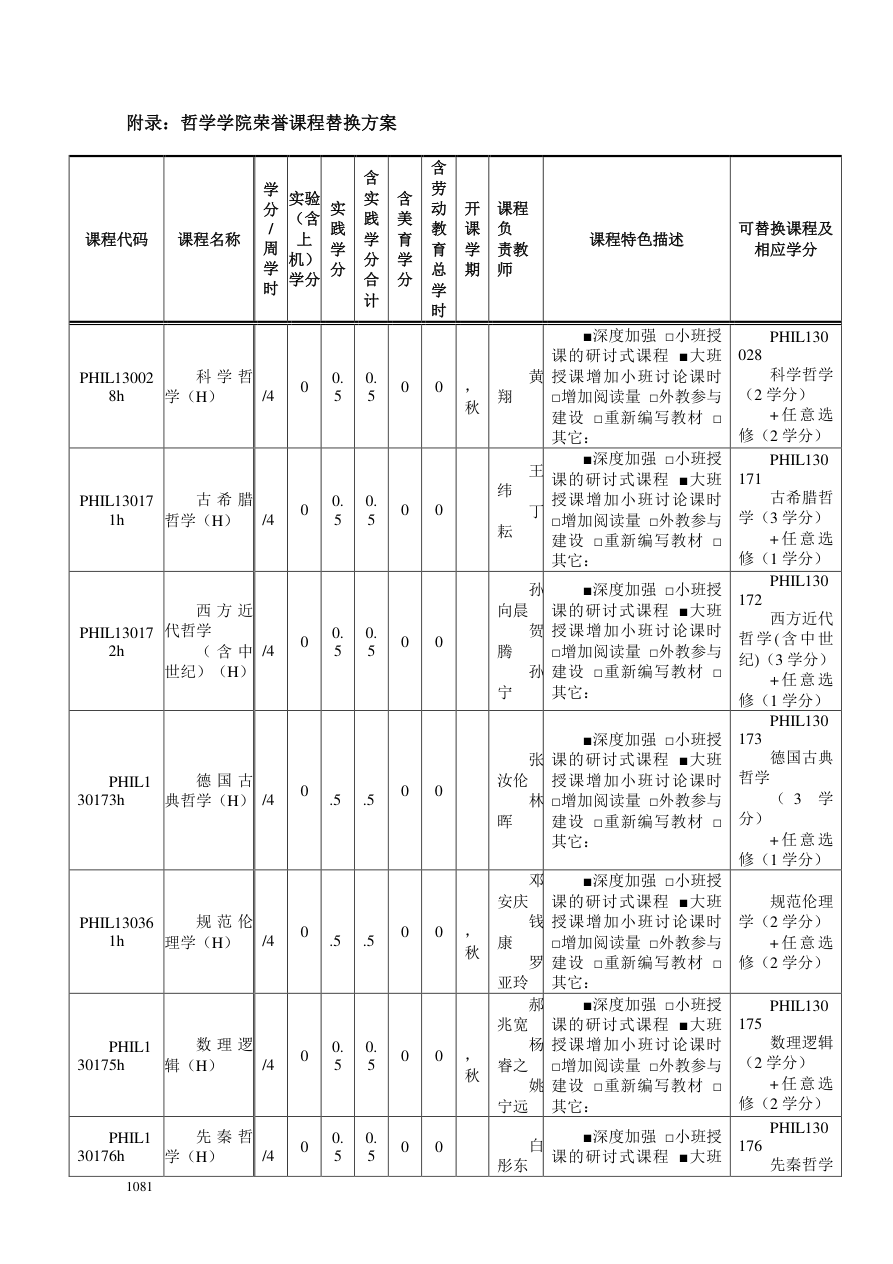 附录：哲学学院荣誉课程替换方案
课程代码
课程名称
学
分
/
周
学
时
实验
（含
上
机）
学分
实
践
学
分
含
实
践
学
分
合
计
含
美
育
学
分
含
劳
动
教
育
总
学
时
开
课
学
期
课程
负
责教
师
课程特色描述
可替换课程及
相应学分
PHIL13002
8h
科学哲
学（H）
/4
0
0.
5
0.
5
0
0
，
秋
黄
翔
■深度加强 □小班授
课的研讨式课程 ■大班
授课增加小班讨论课时
□增加阅读量 □外教参与
建设 □重新编写教材 □
其它：
PHIL130
028
科学哲学
（2 学分）
+任意选
修（2 学分）
PHIL13017
1h
古希腊
哲学（H）
/4
0
0.
5
0.
5
0
0
王
纬
丁
耘
■深度加强 □小班授
课的研讨式课程 ■大班
授课增加小班讨论课时
□增加阅读量 □外教参与
建设 □重新编写教材 □
其它：
PHIL130
171
古希腊哲
学（3 学分）
+任意选
修（1 学分）
PHIL13017
2h
西方近
代哲学
（含中
世纪）（H）
/4
0
0.
5
0.
5
0
0
孙
向晨
贺
腾
孙
宁
■深度加强 □小班授
课的研讨式课程 ■大班
授课增加小班讨论课时
□增加阅读量 □外教参与
建设 □重新编写教材 □
其它：
PHIL130
172
西方近代
哲学(含中世
纪)（3 学分）
+任意选
修（1 学分）
PHIL1
30173h
德国古
典哲学（H）
/4
0
.5
.5
0
0
张
汝伦
林
晖
■深度加强 □小班授
课的研讨式课程 ■大班
授课增加小班讨论课时
□增加阅读量 □外教参与
建设 □重新编写教材 □
其它：
PHIL130
173
德国古典
哲学
（3 学
分）
+任意选
修（1 学分）
PHIL13036
1h
规范伦
理学（H）
/4
0
.5
.5
0
0
，
秋
邓
安庆
钱
康
罗
亚玲
■深度加强 □小班授
课的研讨式课程 ■大班
授课增加小班讨论课时
□增加阅读量 □外教参与
建设 □重新编写教材 □
其它：
规范伦理
学（2 学分）
+任意选
修（2 学分）
PHIL1
30175h
数理逻
辑（H）
/4
0
0.
5
0.
5
0
0
，
秋
郝
兆宽
杨
睿之
姚
宁远
■深度加强 □小班授
课的研讨式课程 ■大班
授课增加小班讨论课时
□增加阅读量 □外教参与
建设 □重新编写教材 □
其它：
PHIL130
175
数理逻辑
（2 学分）
+任意选
修（2 学分）
PHIL1
30176h
先秦哲
学（H）
/4
0
0.
5
0.
5
0
0
白
彤东
■深度加强 □小班授
课的研讨式课程 ■大班
PHIL130
176
先秦哲学
1081